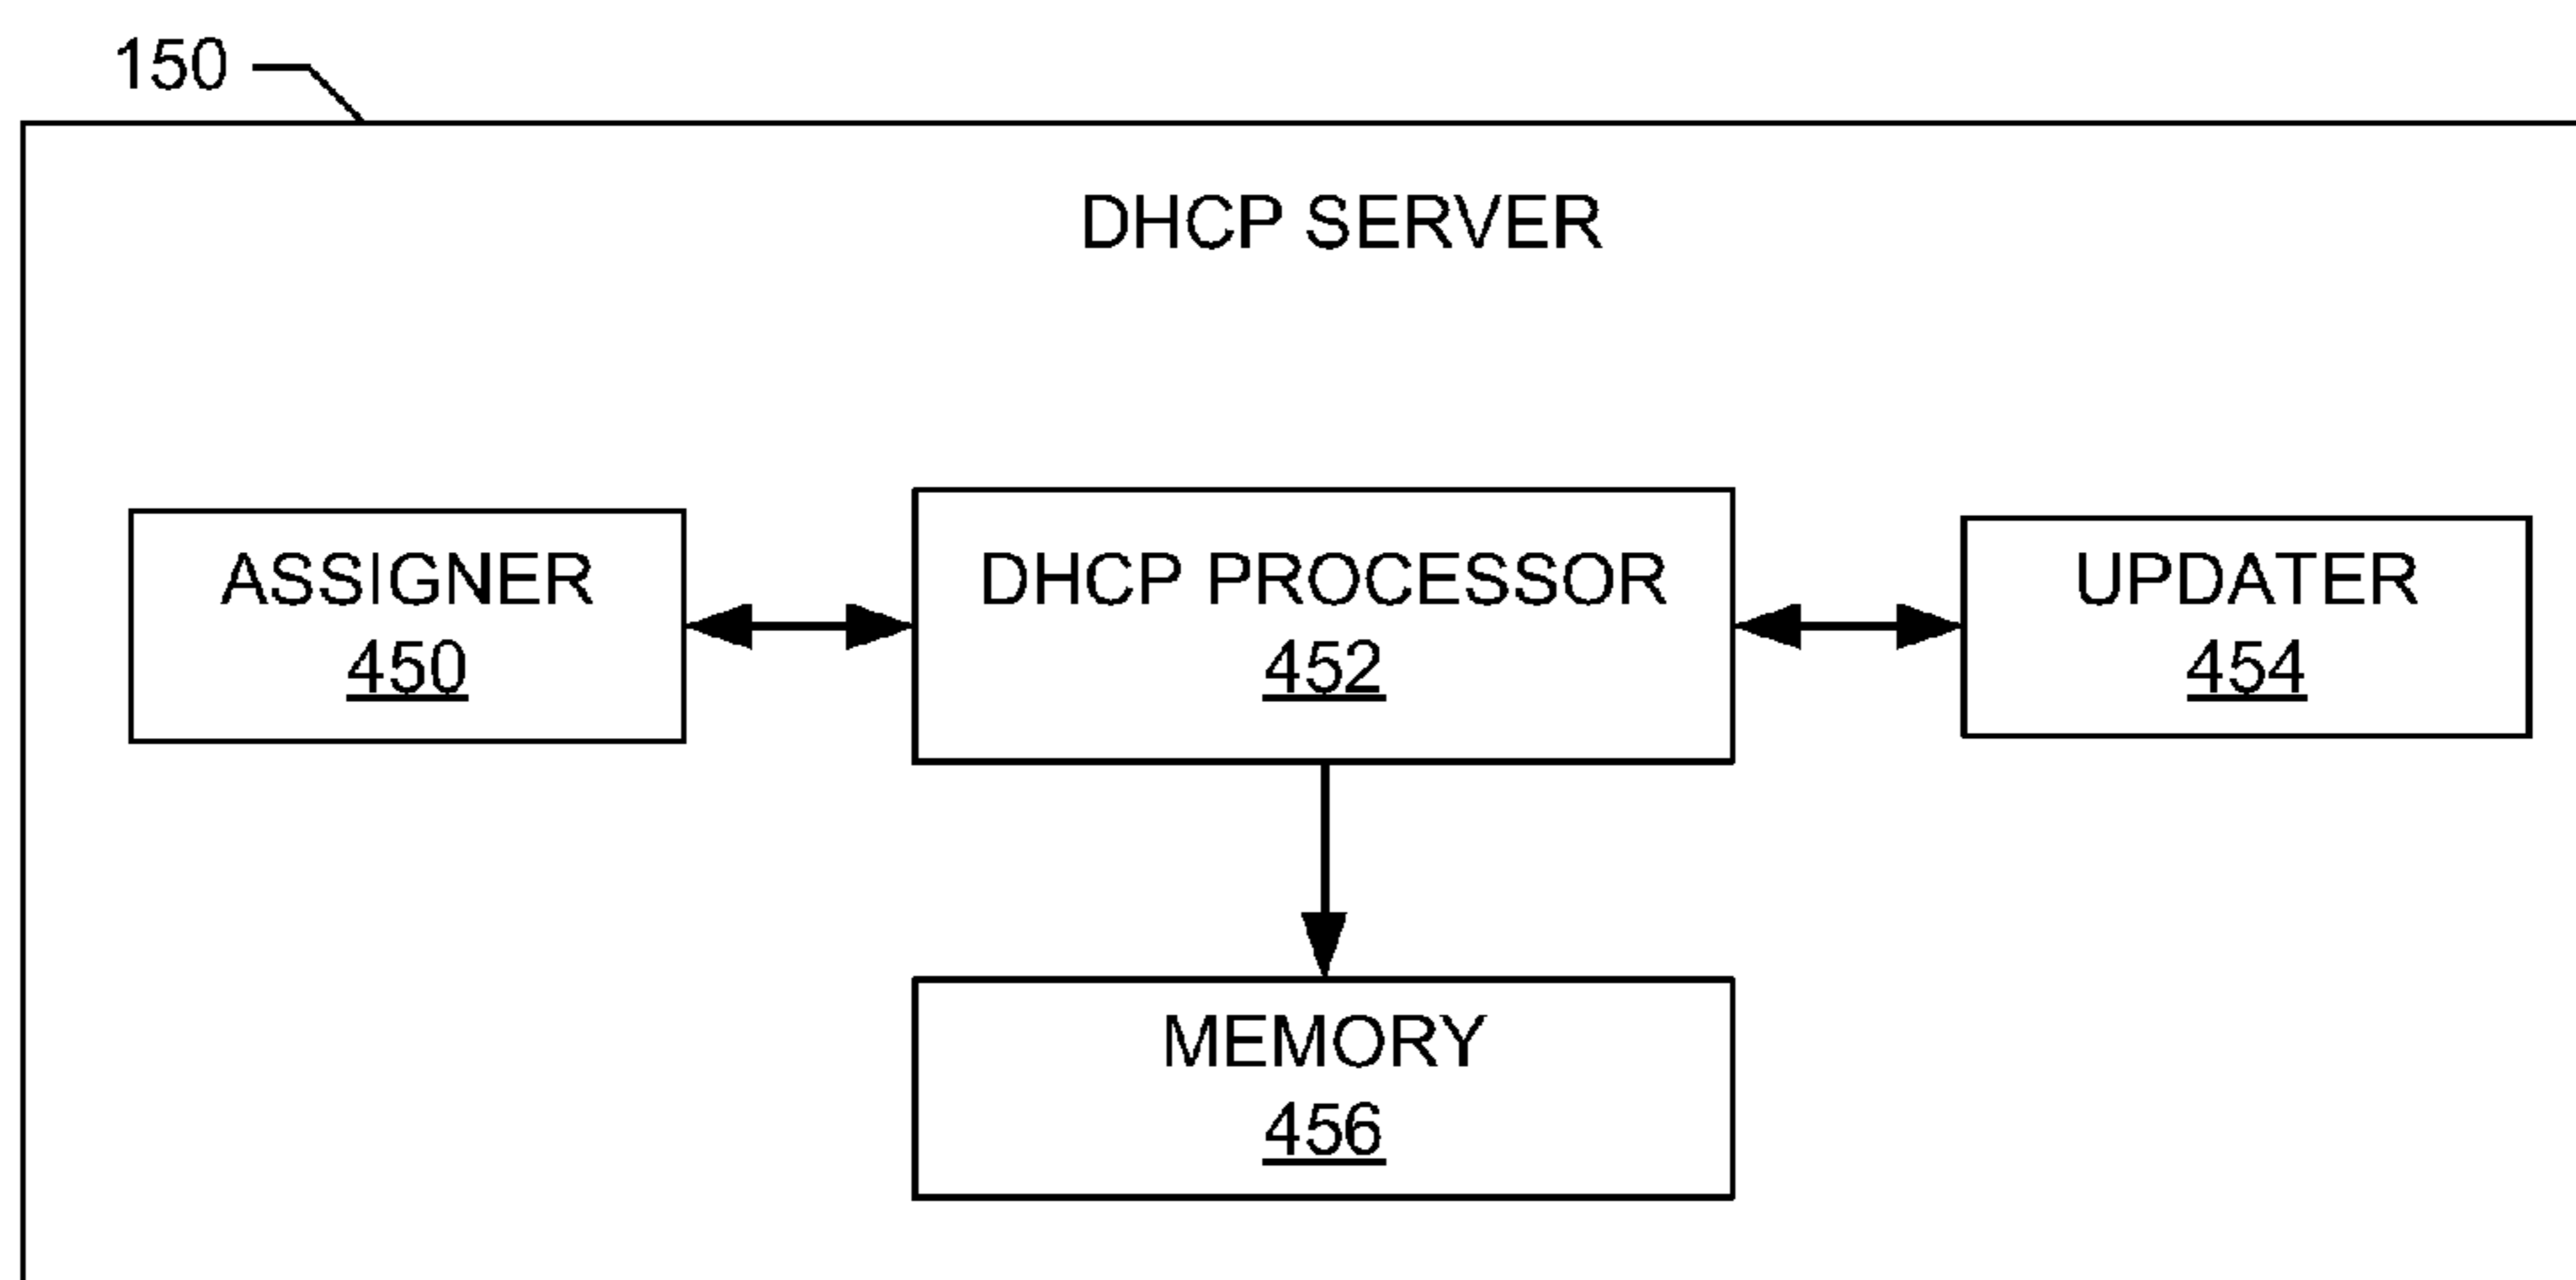 150
DHCP SERVER
ASSIGNER
450
DHCP PROCESSOR
452
UPDATER
454
MEMORY
456